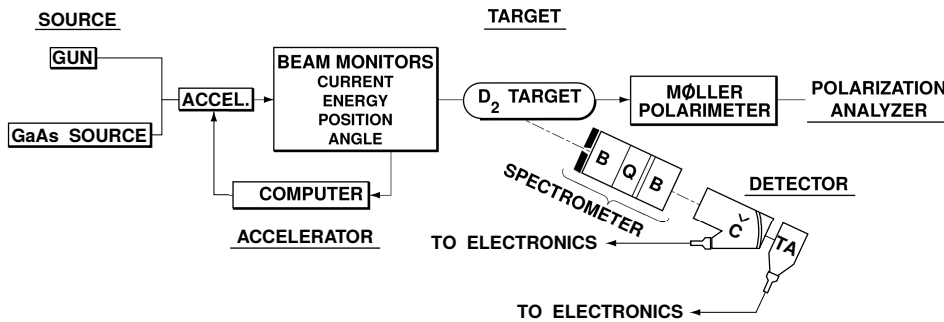 SOURCE
TARGET
GUN
GaAs SOURCE
ACCEL.
BEAM MONITORS
CURRENT
ENERGY
POSITION
ANGLE
COMPUTER
ACCELERATOR
D2 TARGET
MØLLER
POLARIMETER
POLARIZATION
ANALYZER
B
Q
B
SPECTROMETER
DETECTOR
Č
TA
TO ELECTRONICS
TO ELECTRONICS